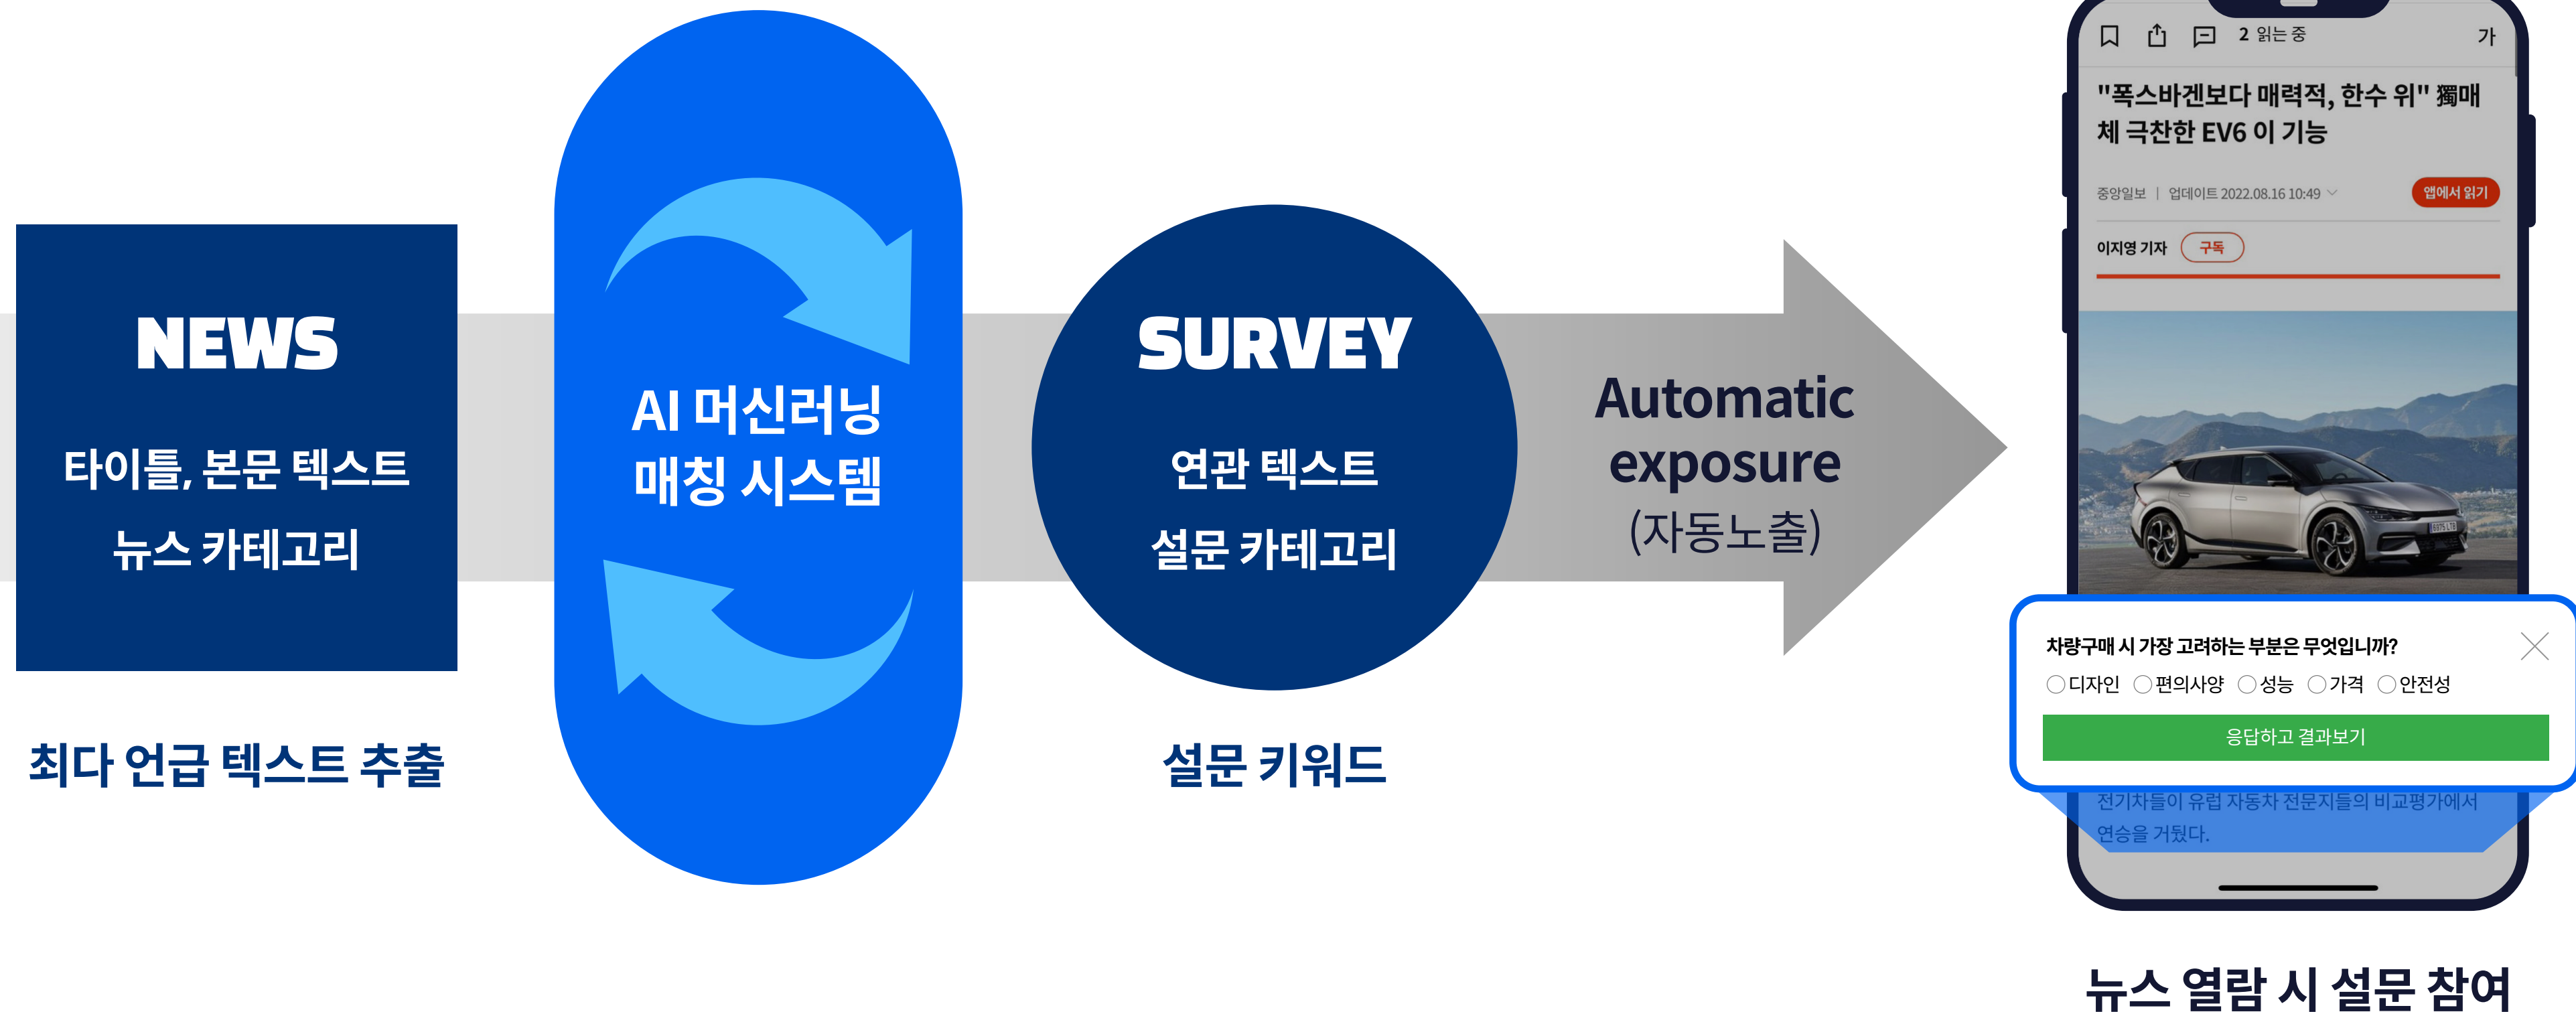 NEWS
타이틀, 본문 텍스트
뉴스 카테고리
최다 언급 텍스트 추출
AI 머신러닝
매칭 시스템
SURVEY
연관 텍스트
설문 카테고리
설문 키워드
Automatic
exposure
(자동노출)
2 읽는 중
가
"폭스바겐보다 매력적, 한수 위" 獨매
체 극찬한 EV6 이 기능
중앙일보 | 업데이트 2022.08.16 10:49
앱에서 읽기
이지영 기자 구독
차량구매 시 가장 고려하는 부분은 무엇입니까?
디자인 편의사양 성능 가격 안전성
응답하고 결과보기
전기차들이 유럽 자동차 전문지들의 비교평가에서
연승을 거뒀다.
뉴스 열람 시 설문 참여